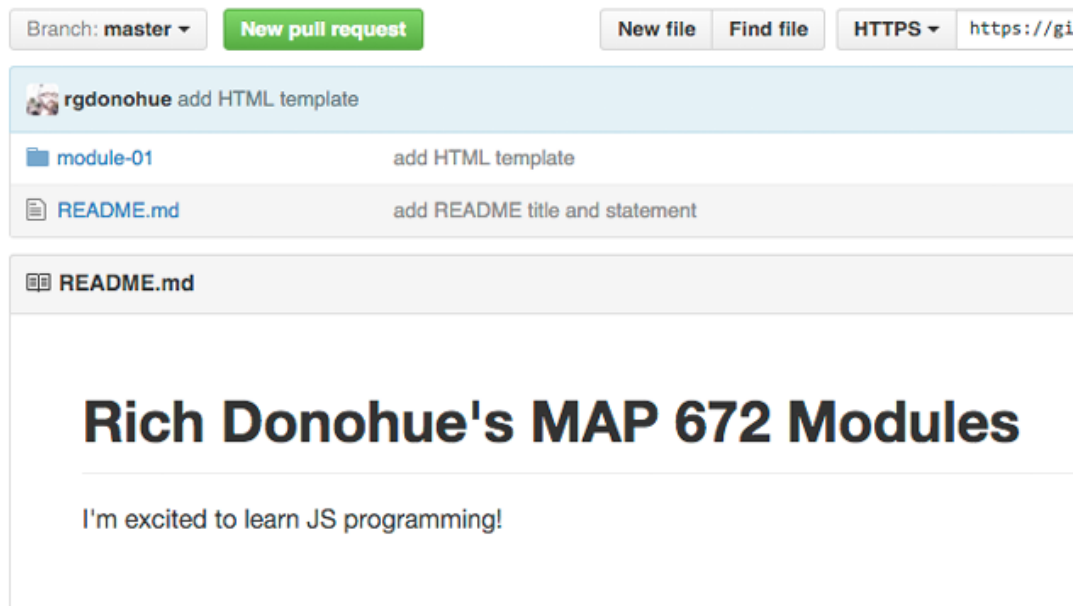 Branch: master New pull request New file Find file HTTPS https://gi
rgdonohue add HTML template
module-01 add HTML template
README.md add README title and statement
README.md
Rich Donohue's MAP 672 Modules
I'm excited to learn JS programming!